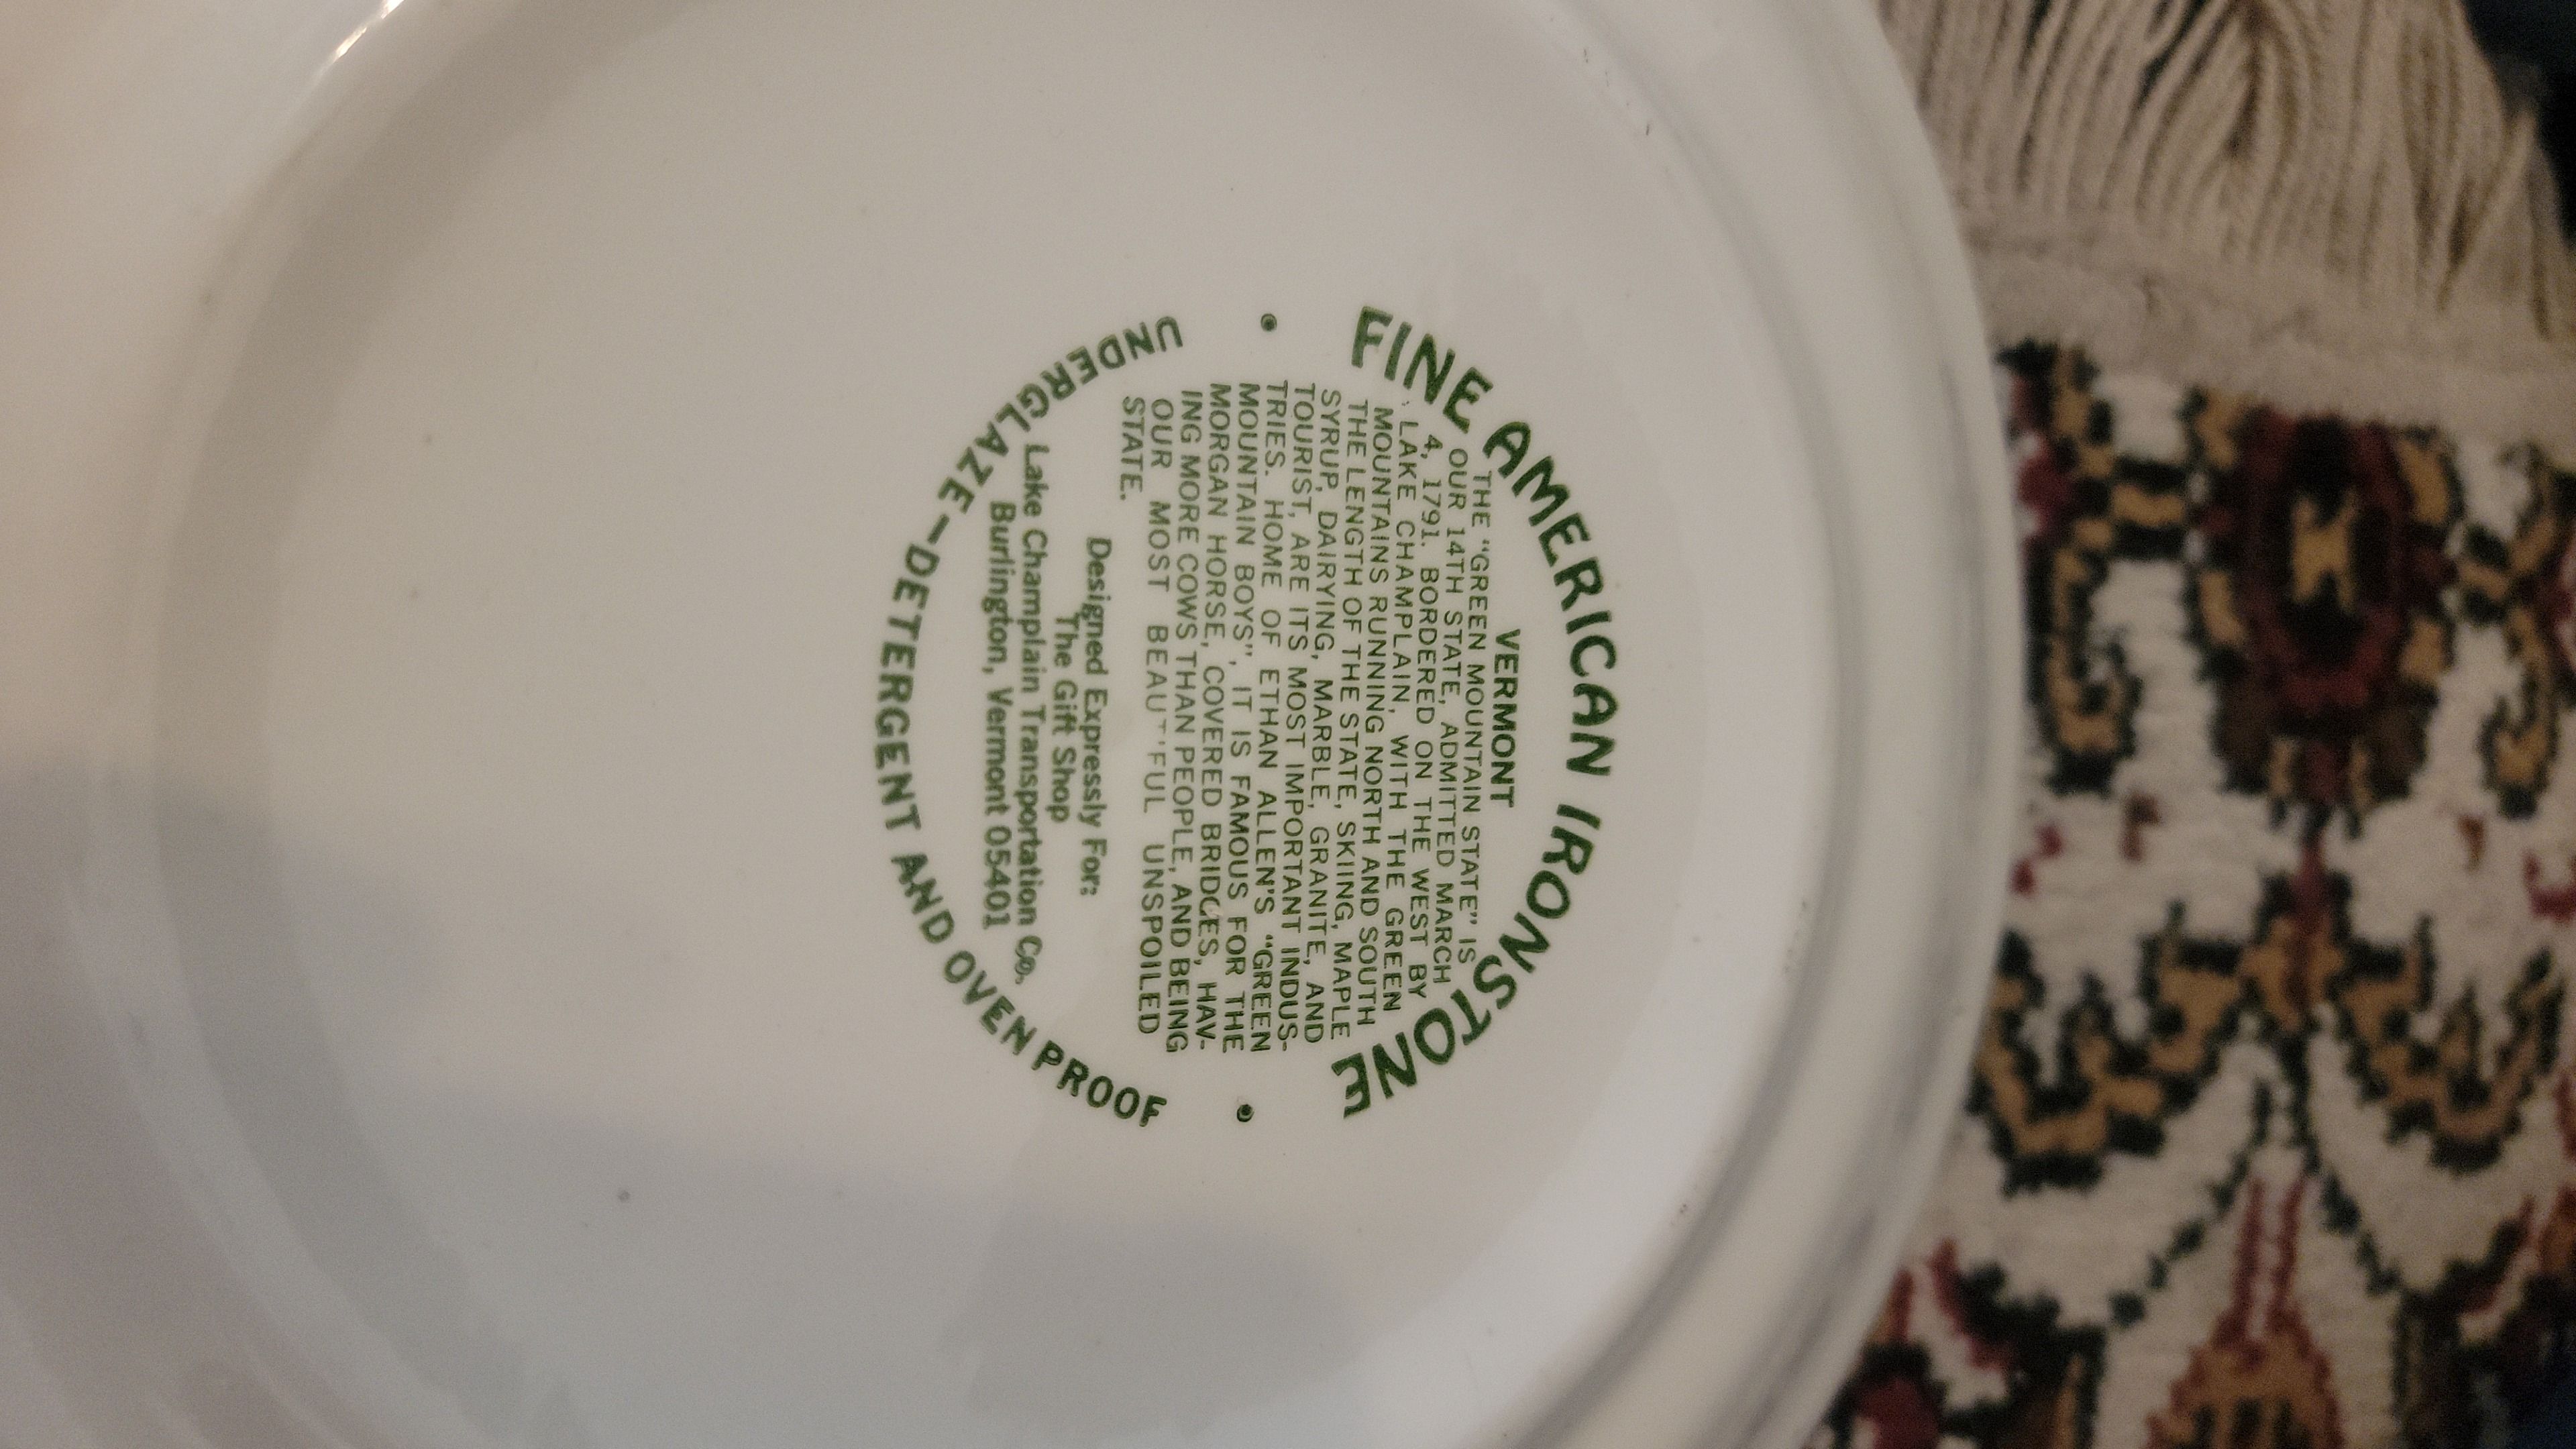 FINE AMERICAN IRONSTONE
VERMONT
THE "GREEN MOUNTAIN STATE" IS
OUR 14TH STATE, ADMITTED MARCH
4, 1791. BORDERED ON THE WEST BY
LAKE CHAMPLAIN, WITH THE GREEN
MOUNTAINS RUNNING NORTH AND SOUTH
THE LENGTH OF THE STATE, SKIING, MAPLE
SYRUP, DAIRYING, MARBLE, GRANITE, AND
TOURIST, ARE ITS MOST IMPORTANT INDUS-
TRIES. HOME OF ETHAN ALLEN'S "GREEN
MOUNTAIN BOYS", IT IS FAMOUS FOR THE
MORGAN HORSE, COVERED BRIDGES, HAV-
ING MORE COWS THAN PEOPLE, AND BEING
OUR MOST BEAUTIFUL UNSPOILED
STATE.
Designed Expressly For:
The Gift Shop
Lake Champlain Transportation Co.
Burlington, Vermont 05401
UNDERGLAZE-DETERGENT AND OVEN PROOF